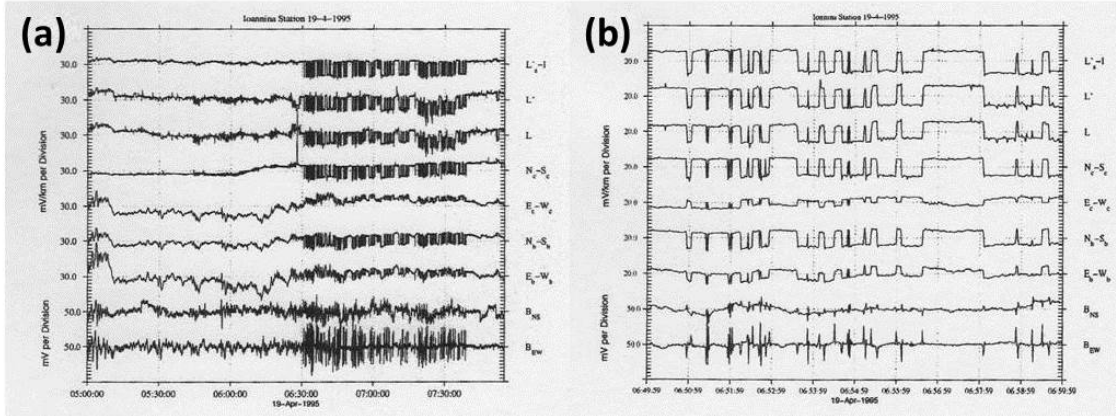 (a)
Ioannina Station 19-4-1995
30.0
30.0
30.0
30.0
30.0
30.0
30.0
50.0
50.0
mV/km per Division
mV per Division
L'
L
Nc-Sc
Ec-Wc
Nb-Sb
Eb-Wb
BNS
BEW
05:00:00
05:30:00
06:00:00
06:30:00
07:00:00
07:30:00
19-Apr-1995
(b)
Ioannina Station 19-4-1995
20.0
20.0
20.0
20.0
20.0
20.0
20.0
50.0
50.0
mV/km per Division
mV per Division
L'
L
Nc-Sc
Ec-Wc
Nb-Sb
Eb-Wb
BNS
BEW
06:49:59
06:50:59
06:51:59
06:52:59
06:53:59
06:54:59
06:55:59
06:56:59
06:57:59
06:58:59
06:59:59
19-Apr-1995